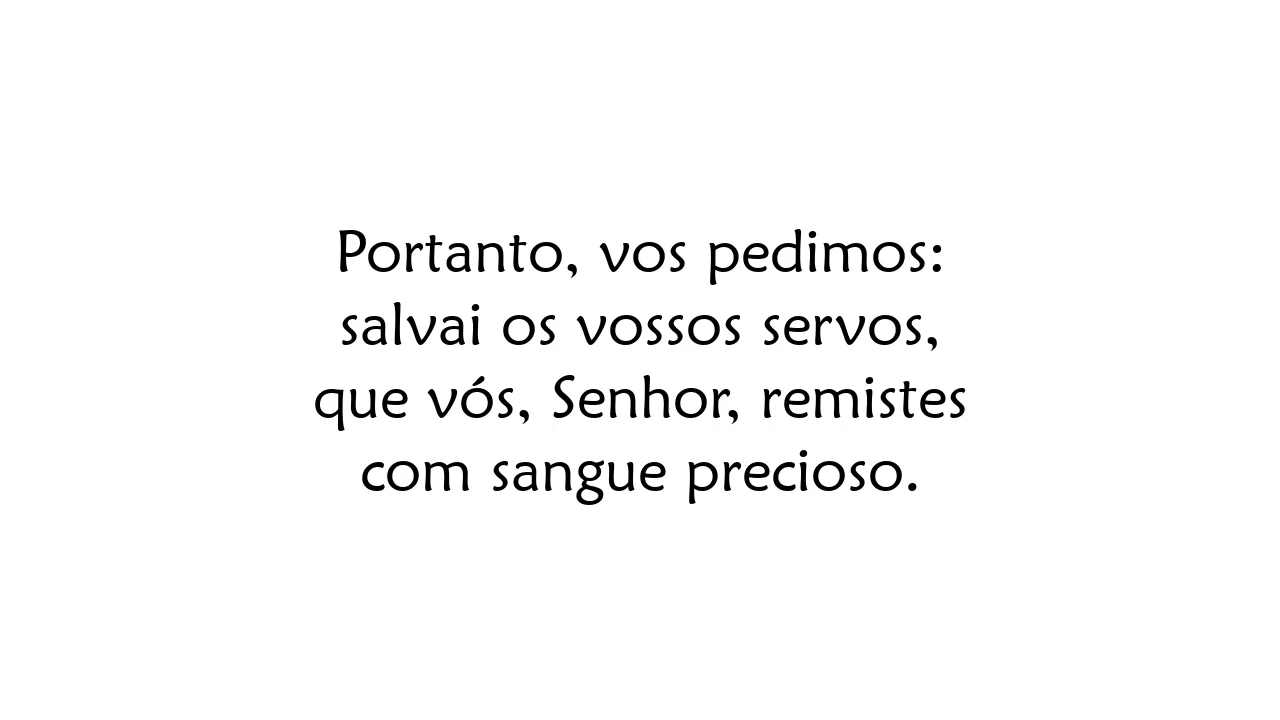 Portanto, vos pedimos:
salvai os vossos servos,
que vós, Senhor, remistes
com sangue precioso.